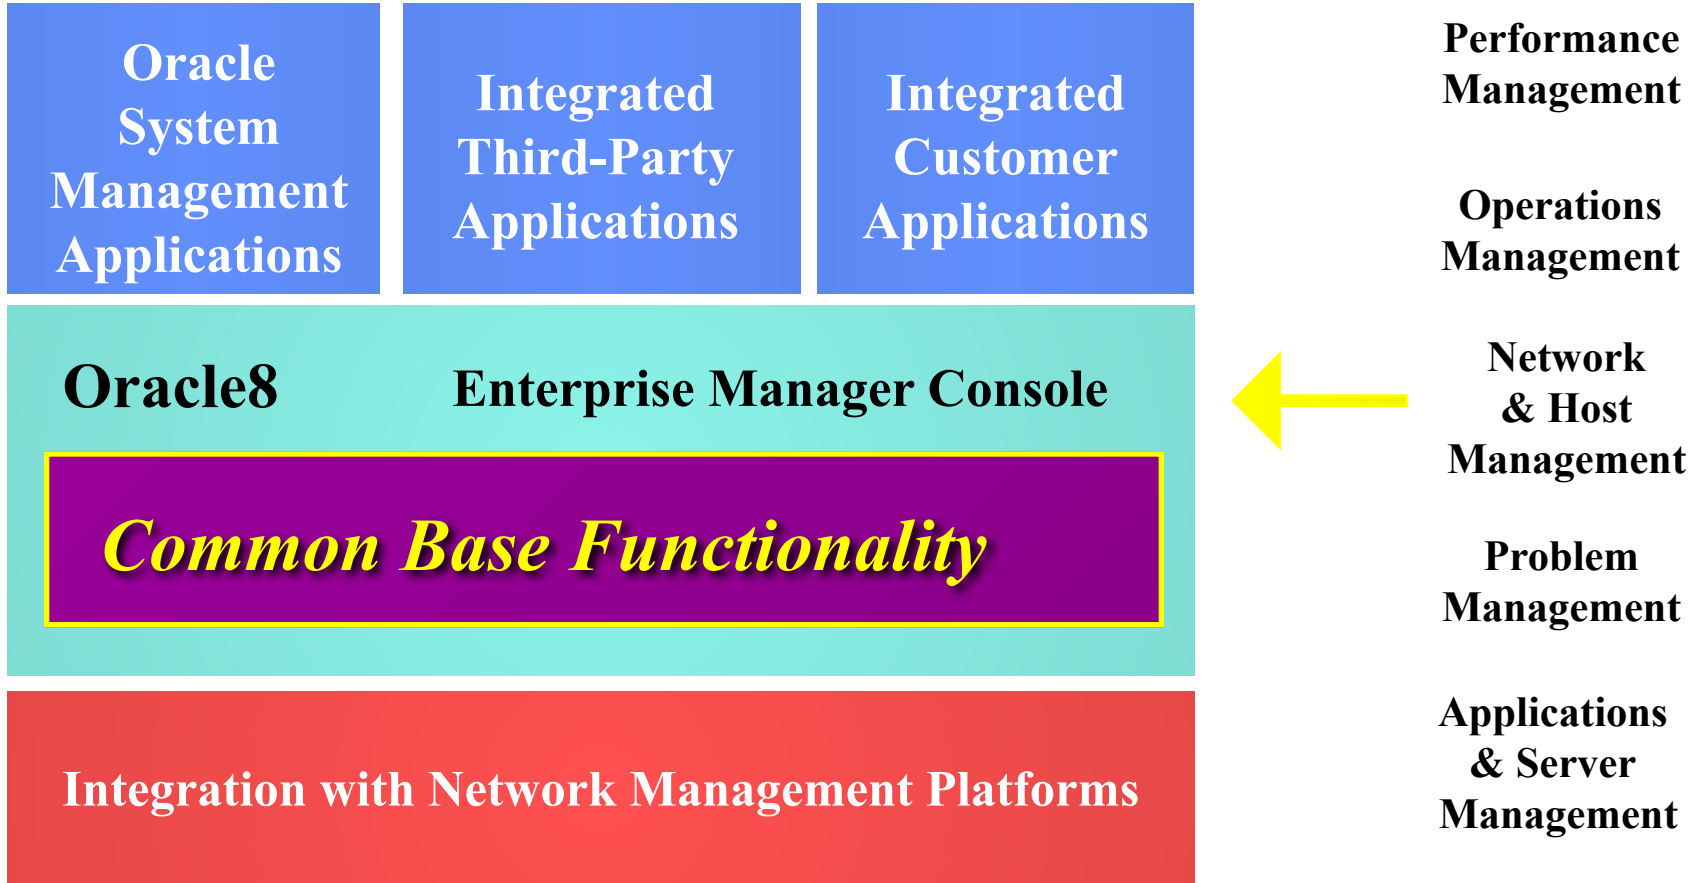 Oracle
System
Management
Applications
Integrated
Third-Party
Applications
Integrated
Customer
Applications
Oracle8 Enterprise Manager Console
Common Base Functionality
Integration with Network Management Platforms
Performance
Management
Operations
Management
Network
& Host
Management
Problem
Management
Applications
& Server
Management